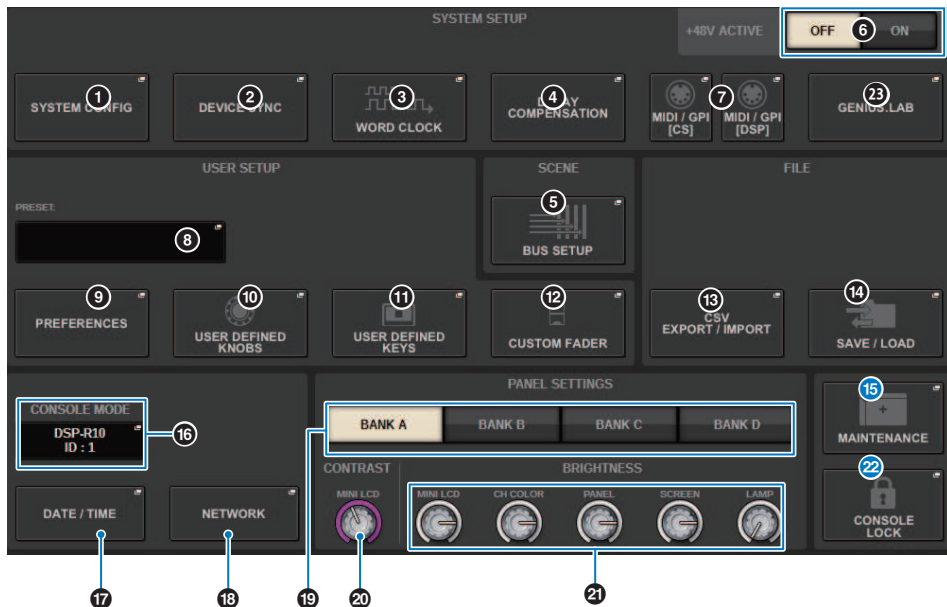 SYSTEM SETUP
+48V ACTIVE
OFF 6 ON
1 2 3 4 7 23
SYSTEM CONFIG
DEVICE SYNC
WORD CLOCK
DELAY
COMPENSATION
MIDI / GPI
[CS]
MIDI / GPI
[DSP]
GENIUS.LAB
USER SETUP
SCENE
FILE
PRESET:
8
5
BUS SETUP
9 10 11 12 13 14
PREFERENCES
USER DEFINED
KNOBS
USER DEFINED
KEYS
CUSTOM FADER
CSV
EXPORT / IMPORT
SAVE / LOAD
CONSOLE MODE
DSP-R10
ID : 1
16
PANEL SETTINGS
BANK A BANK B BANK C BANK D
15
MAINTENANCE
CONTRAST
BRIGHTNESS
MINI LCD
MINI LCD CH COLOR PANEL SCREEN LAMP
22
CONSOLE
LOCK
DATE / TIME
NETWORK
17 18 19 20 21